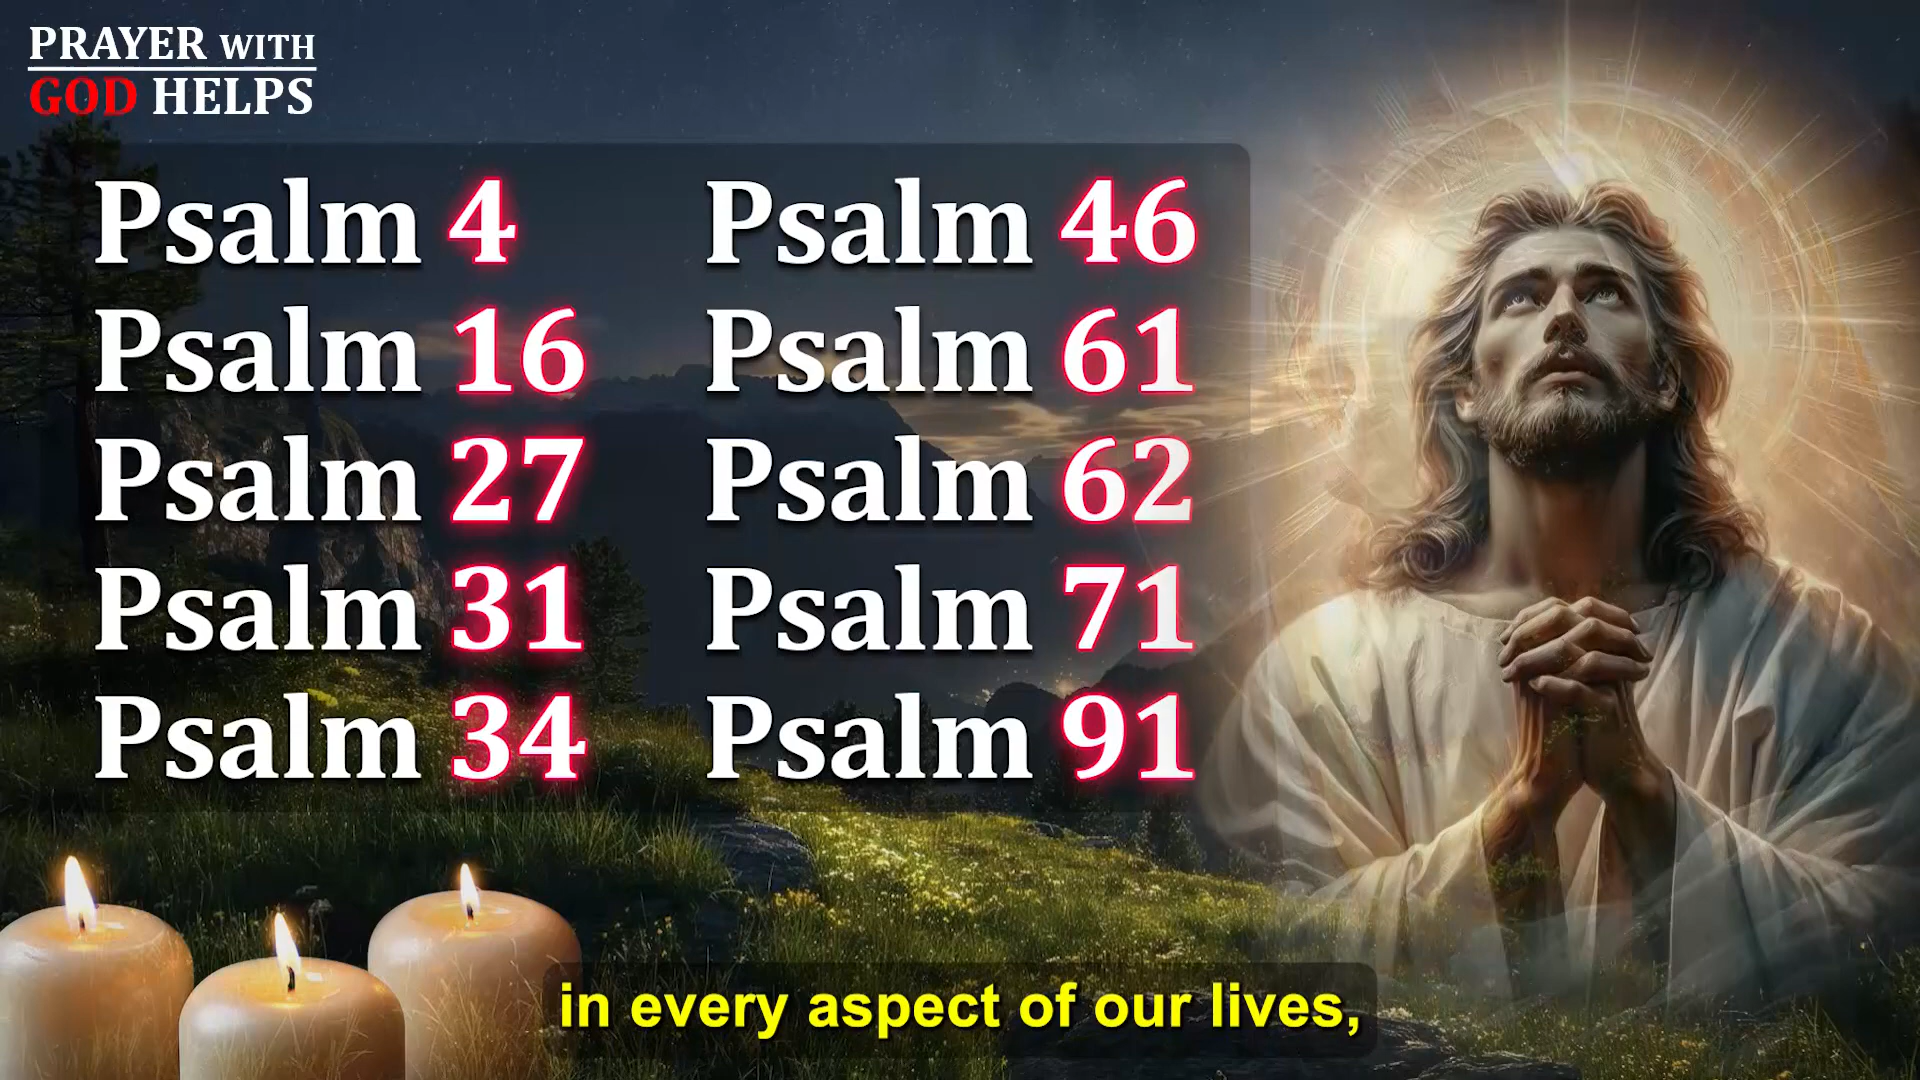 PRAYER WITH
GOD HELPS
Psalm 4
Psalm 16
Psalm 27
Psalm 31
Psalm 34
Psalm 46
Psalm 61
Psalm 62
Psalm 71
Psalm 91
in every aspect of our lives,